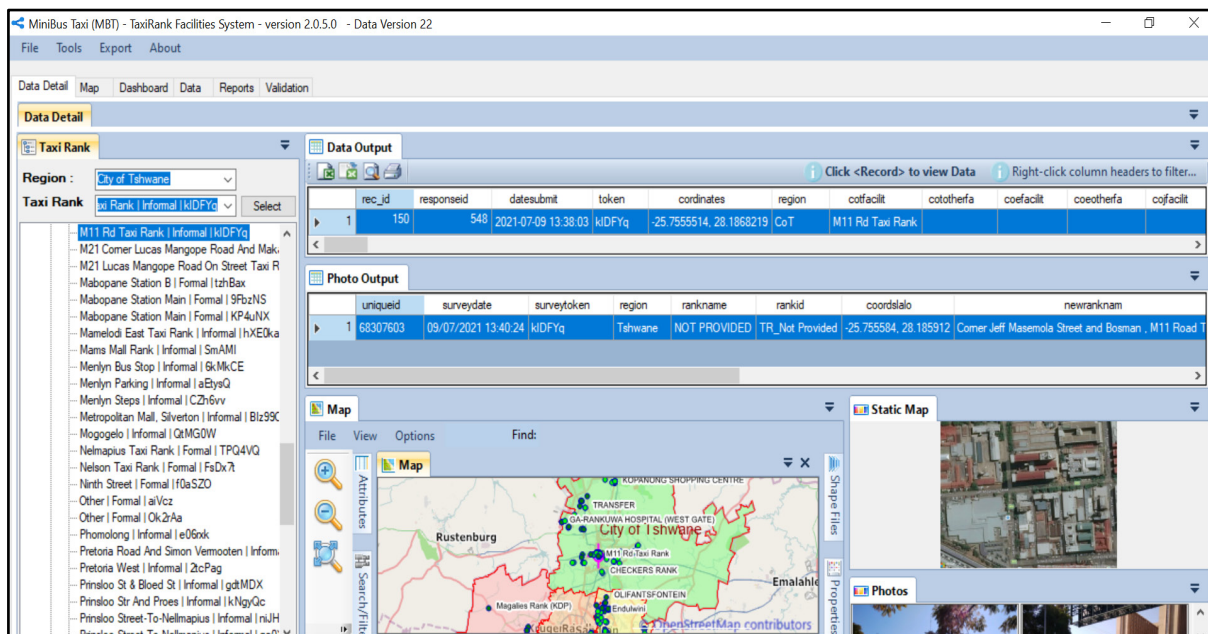 MiniBus Taxi (MBT) - TaxiRank Facilities System - version 2.0.5.0 - Data Version 22
File Tools Export About
Data Detail Map Dashboard Data Reports Validation
Data Detail
Taxi Rank
Region : City of Tshwane
Taxi Rank xi Rank | Informal | kIDFYq Select
M11 Rd Taxi Rank | Informal | kIDFYq
M21 Corner Lucas Mangope Road And Mak
M21 Lucas Mangope Road On Street Taxi R
Mabopane Station B | Formal | tzhBax
Mabopane Station Main | Formal | 9FbzNS
Mabopane Station Main | Formal | KP4uNX
Mamelodi East Taxi Rank | Informal | hXE0ka
Mams Mall Rank | Informal | SmAMI
Menlyn Bus Stop | Informal | 6kMkCE
Menlyn Parking | Informal | aEtysQ
Menlyn Steps | Informal | CZh6vv
Metropolitan Mall, Silverton | Informal | BIz99C
Mogogelo | Informal | QtMG0W
Nelmapius Taxi Rank | Formal | TPQ4VQ
Nelson Taxi Rank | Formal | FsDx7t
Ninth Street | Formal | f0aSZO
Other | Formal | aiVcz
Other | Formal | Ok2rAa
Phomolong | Informal | e06rxk
Pretoria Road And Simon Vermooten | Inform
Pretoria West | Informal | 2tcPag
Prinsloo St & Bloed St | Informal | gdtMDX
Prinsloo Str And Proes | Informal | kNgyQc
Prinsloo Street-To-Nellmapius | Informal | niJH
Data Output
Click <Record> to view Data Right-click column headers to filter...
rec_id responseid datesubmit token cordinates region cotfacilit cototherfa coefacilit coeotherfa cojfacilit
1 150 548 2021-07-09 13:38:03 kIDFYq -25.7555514, 28.1868219 CoT M11 Rd Taxi Rank
Photo Output
uniqueid surveydate surveytoken region rankname rankid coordslalo newranknam
1 68307603 09/07/2021 13:40:24 kIDFYq Tshwane NOT PROVIDED TR_Not Provided -25.755584, 28.185912 Corner Jeff Masemola Street and Bosman , M11 Road T
Map
File View Options Find:
Attributes
Search/Filte
Map
KOPANONG SHOPPING CENTRE
TRANSFER
GA-RANKUWA HOSPITAL (WEST GATE)
City of Tshwane
Rustenburg
M11 Rd Taxi Rank
CHECKERS RANK
Emalahle
OLIFANTSFONTEIN
Magalies Rank (KDP)
Endulwini
© OpenStreetMap contributors
Shape Files
Properties
Static Map
Photos